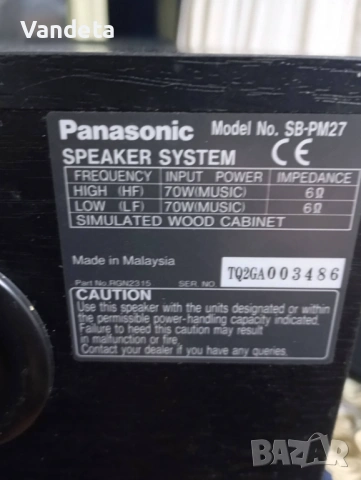 Vandeta
Panasonic Model No. SB-PM27
SPEAKER SYSTEM CE
FREQUENCY INPUT POWER IMPEDANCE
HIGH (HF) 70W(MUSIC) 6Ω
LOW (LF) 70W(MUSIC) 6Ω
SIMULATED WOOD CABINET
Made in Malaysia
Part No.RGN2315 SER. NO. TQ2GA003486
CAUTION
Use this speaker with the units designated or within
the permissible power-handling capacity indicated.
Failure to heed this caution may result
in malfunction or fire.
Contact your dealer if you have any doubt.
BAZAR